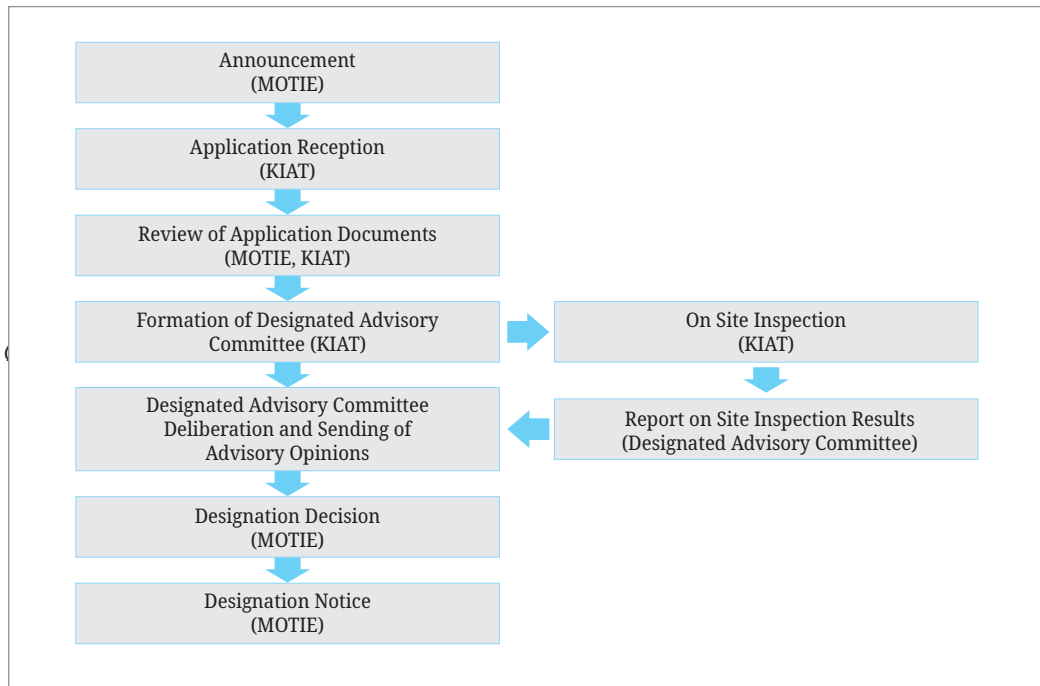 Announcement
(MOTIE)
Application Reception
(KIAT)
Review of Application Documents
(MOTIE, KIAT)
Formation of Designated Advisory
Committee (KIAT)
On Site Inspection
(KIAT)
Report on Site Inspection Results
(Designated Advisory Committee)
Designated Advisory Committee
Deliberation and Sending of
Advisory Opinions
Designation Decision
(MOTIE)
Designation Notice
(MOTIE)